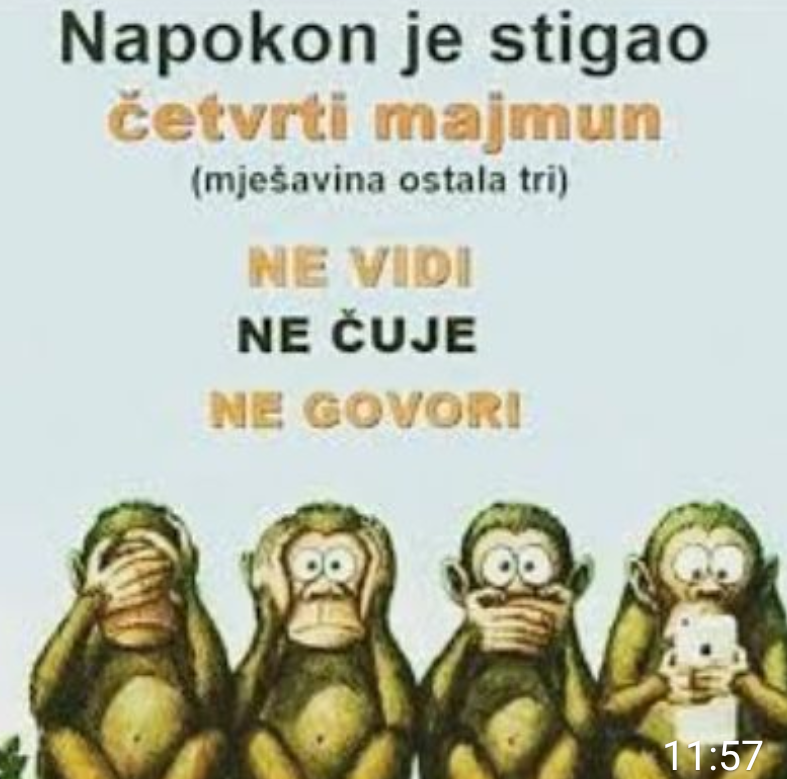 Napokon je stigao
četvrti majmun
(mješavina ostala tri)
NE VIDI
NE ČUJE
NE GOVORI
11:57